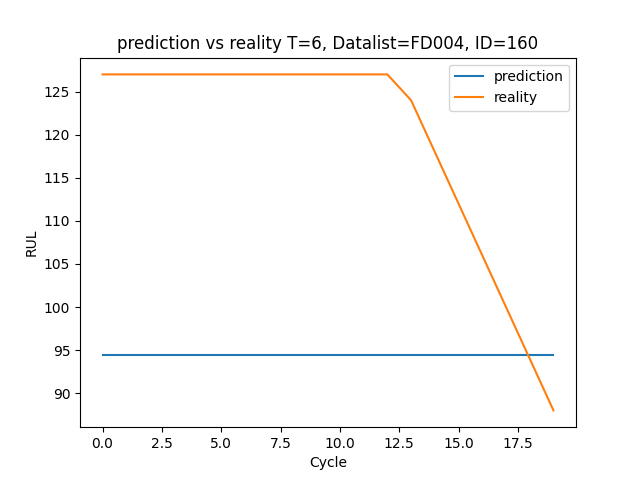 prediction vs reality T=6, Datalist=FD004, ID=160
prediction
reality
RUL
125
120
115
110
105
100
95
90
0.0 2.5 5.0 7.5 10.0 12.5 15.0 17.5
Cycle